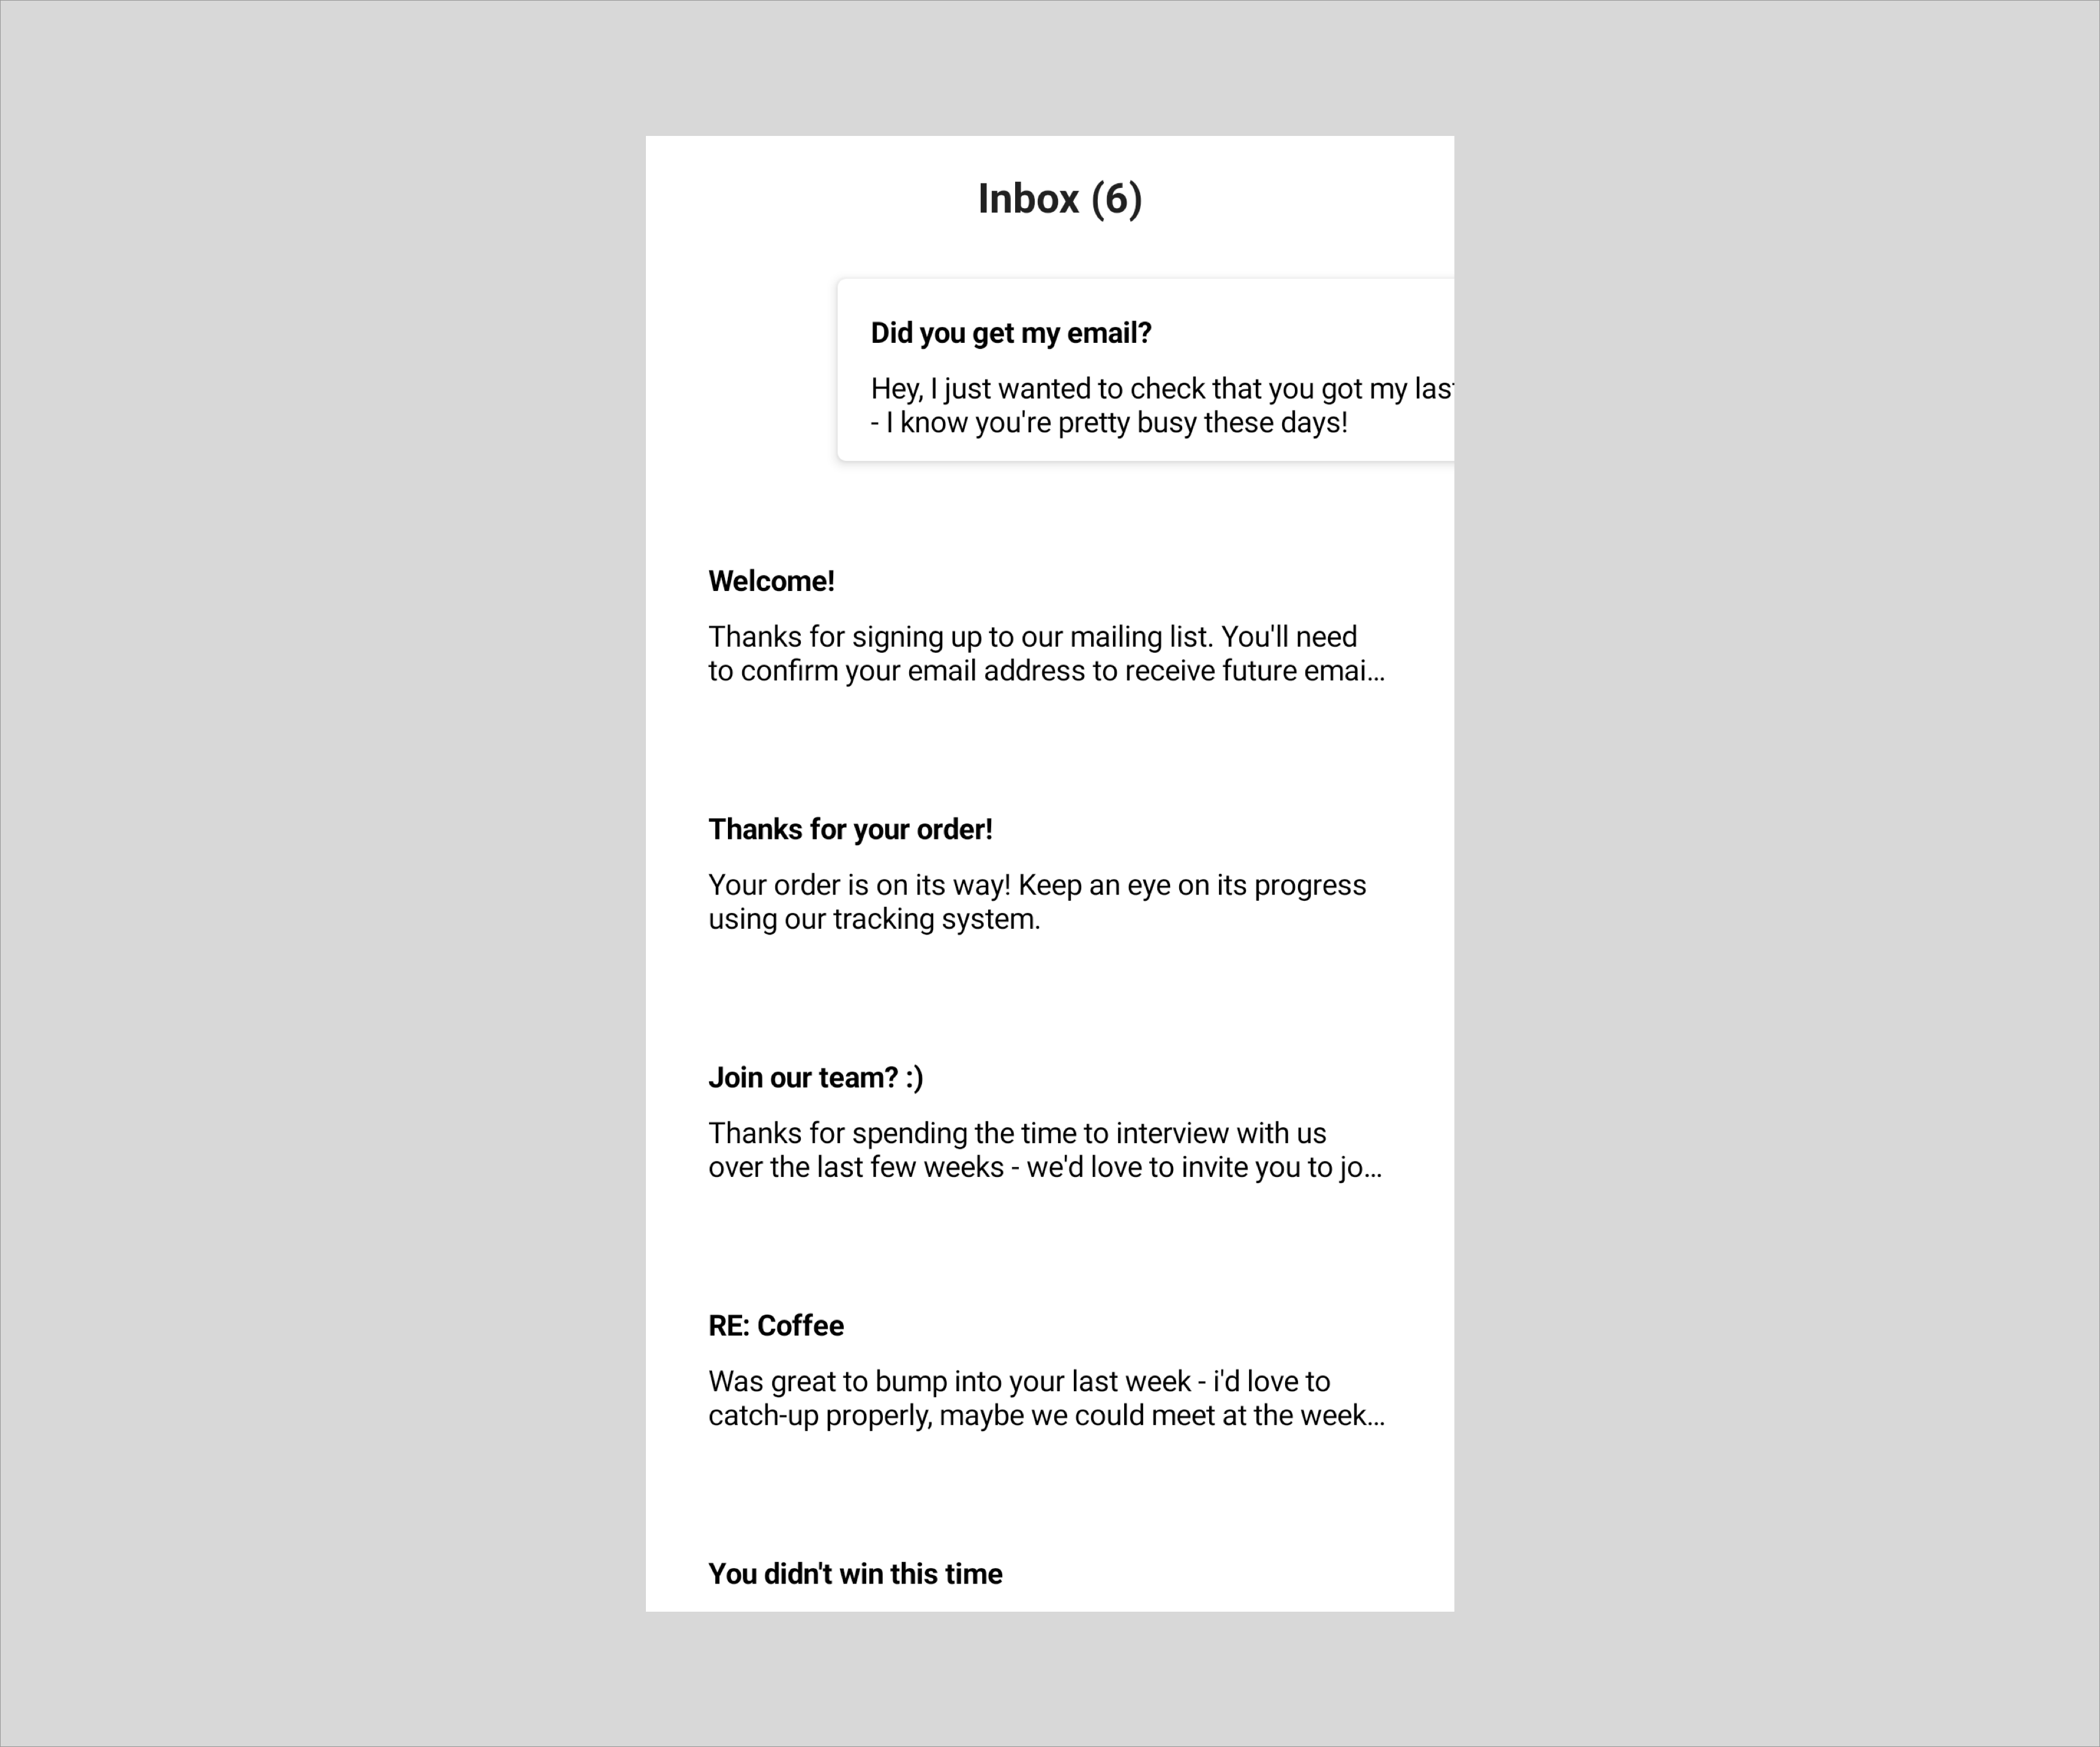 Inbox (6)
Did you get my email?
Hey, I just wanted to check that you got my las
- I know you're pretty busy these days!
Welcome!
Thanks for signing up to our mailing list. You'll need
to confirm your email address to receive future emai...
Thanks for your order!
Your order is on its way! Keep an eye on its progress
using our tracking system.
Join our team? :)
Thanks for spending the time to interview with us
over the last few weeks - we'd love to invite you to jo...
RE: Coffee
Was great to bump into your last week - i'd love to
catch-up properly, maybe we could meet at the week...
You didn't win this time